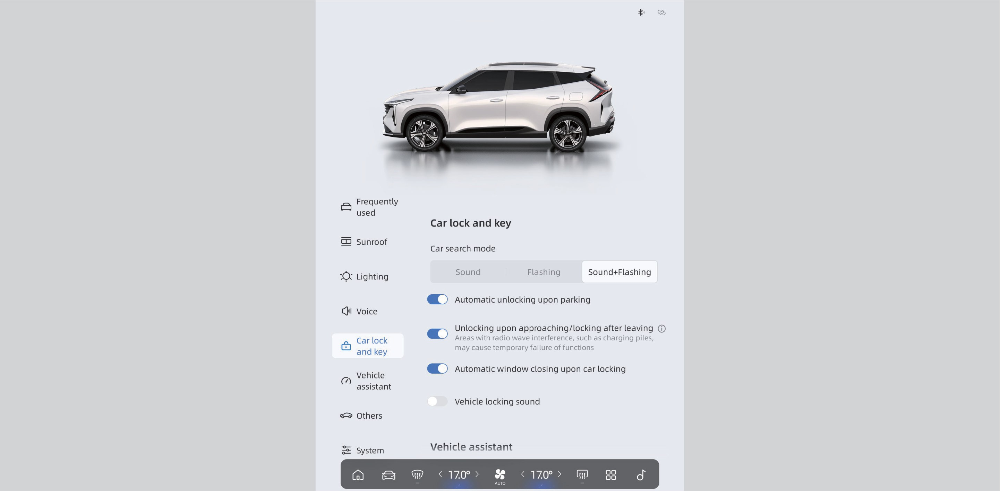 Frequently
used
Sunroof
Lighting
Voice
Car lock
and key
Vehicle
assistant
Others
System
Car lock and key
Car search mode
Sound
Flashing
Sound+Flashing
Automatic unlocking upon parking
Unlocking upon approaching/locking after leaving
Areas with radio wave interference, such as charging piles,
may cause temporary failure of functions
Automatic window closing upon car locking
Vehicle locking sound
Vehicle assistant
17.0°
AUTO
17.0°